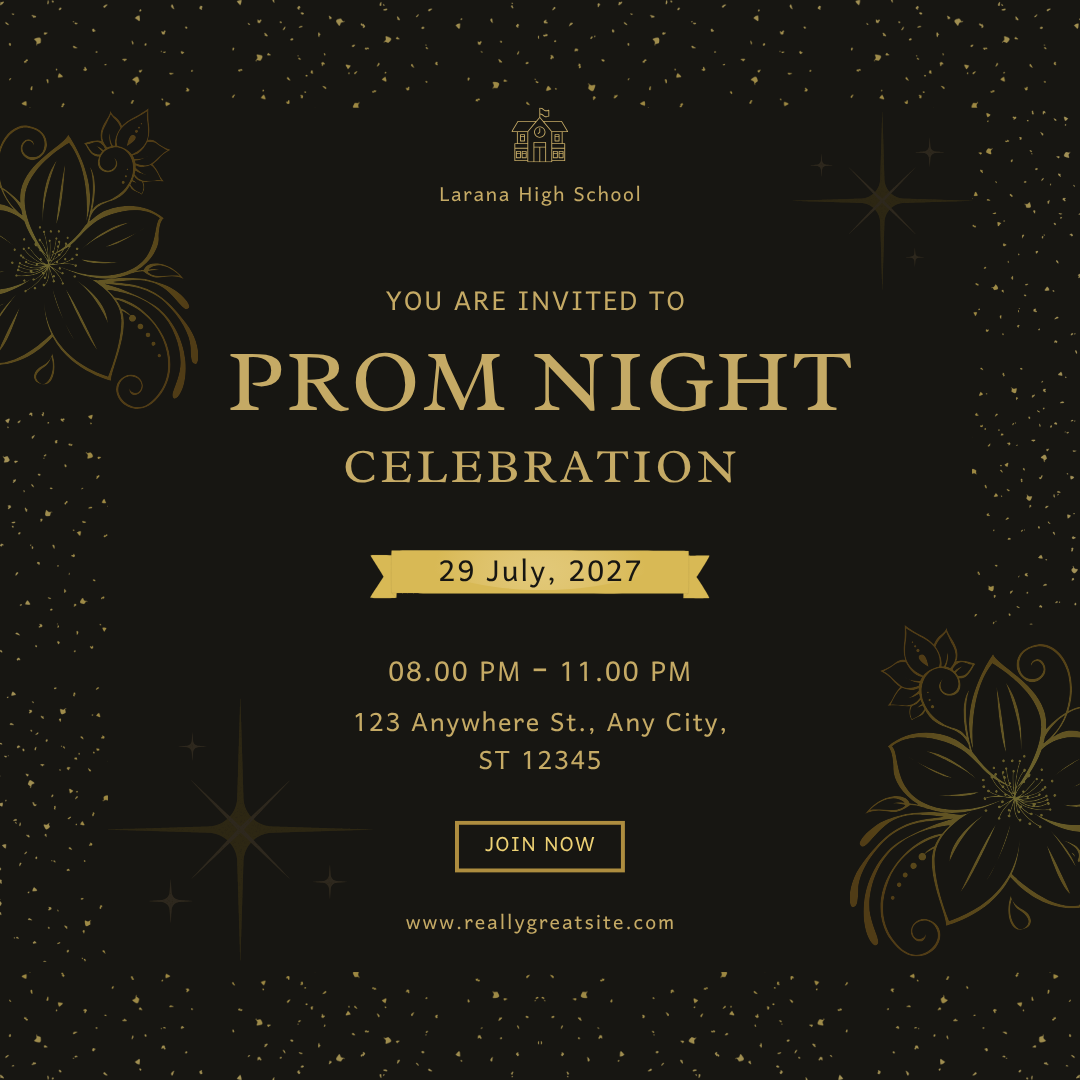 Larana High School
YOU ARE INVITED TO
PROM NIGHT
CELEBRATION
29 July, 2027
08.00 PM – 11.00 PM
123 Anywhere St., Any City,
ST 12345
JOIN NOW
www.reallygreatsite.com